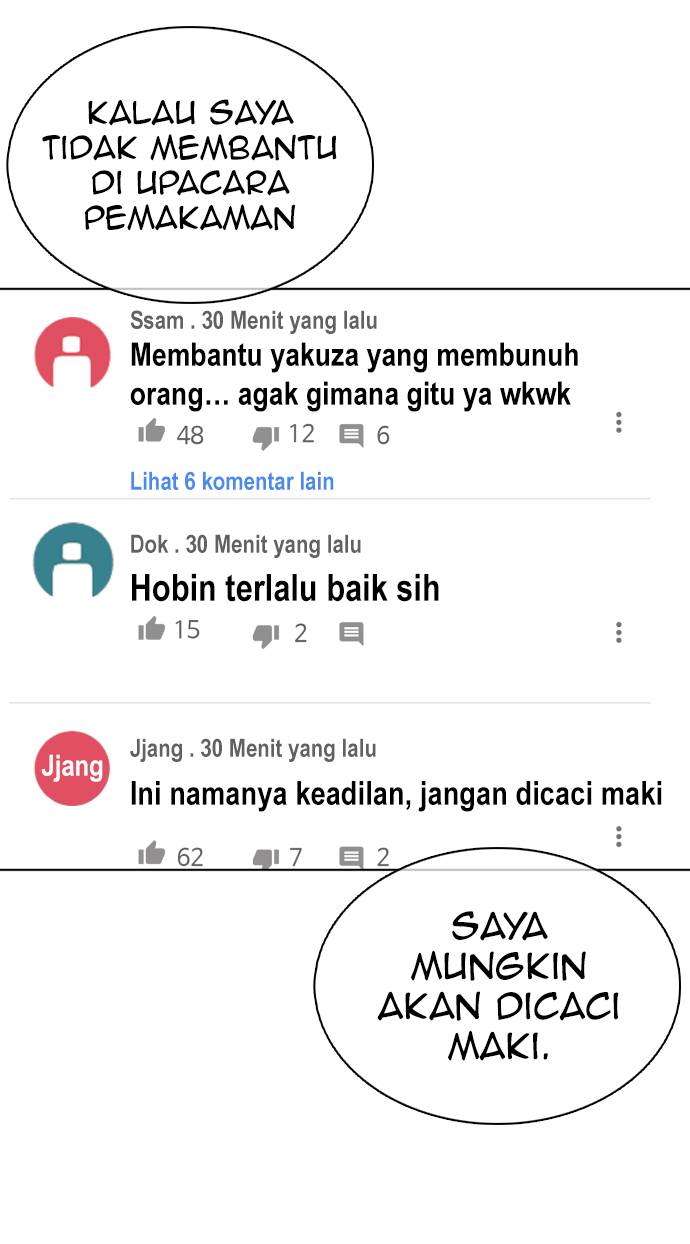 KALAU SAYA
TIDAK MEMBANTU
DI UPACARA
PEMAKAMAN
Ssam . 30 Menit yang lalu
Membantu yakuza yang membunuh
orang... agak gimana gitu ya wkwk
48 12 6
Lihat 6 komentar lain
Dok . 30 Menit yang lalu
Hobin terlalu baik sih
15 2
Jjang
Jjang . 30 Menit yang lalu
Ini namanya keadilan, jangan dicaci maki
62 7 2
SAYA
MUNGKIN
AKAN DICACI
MAKI.